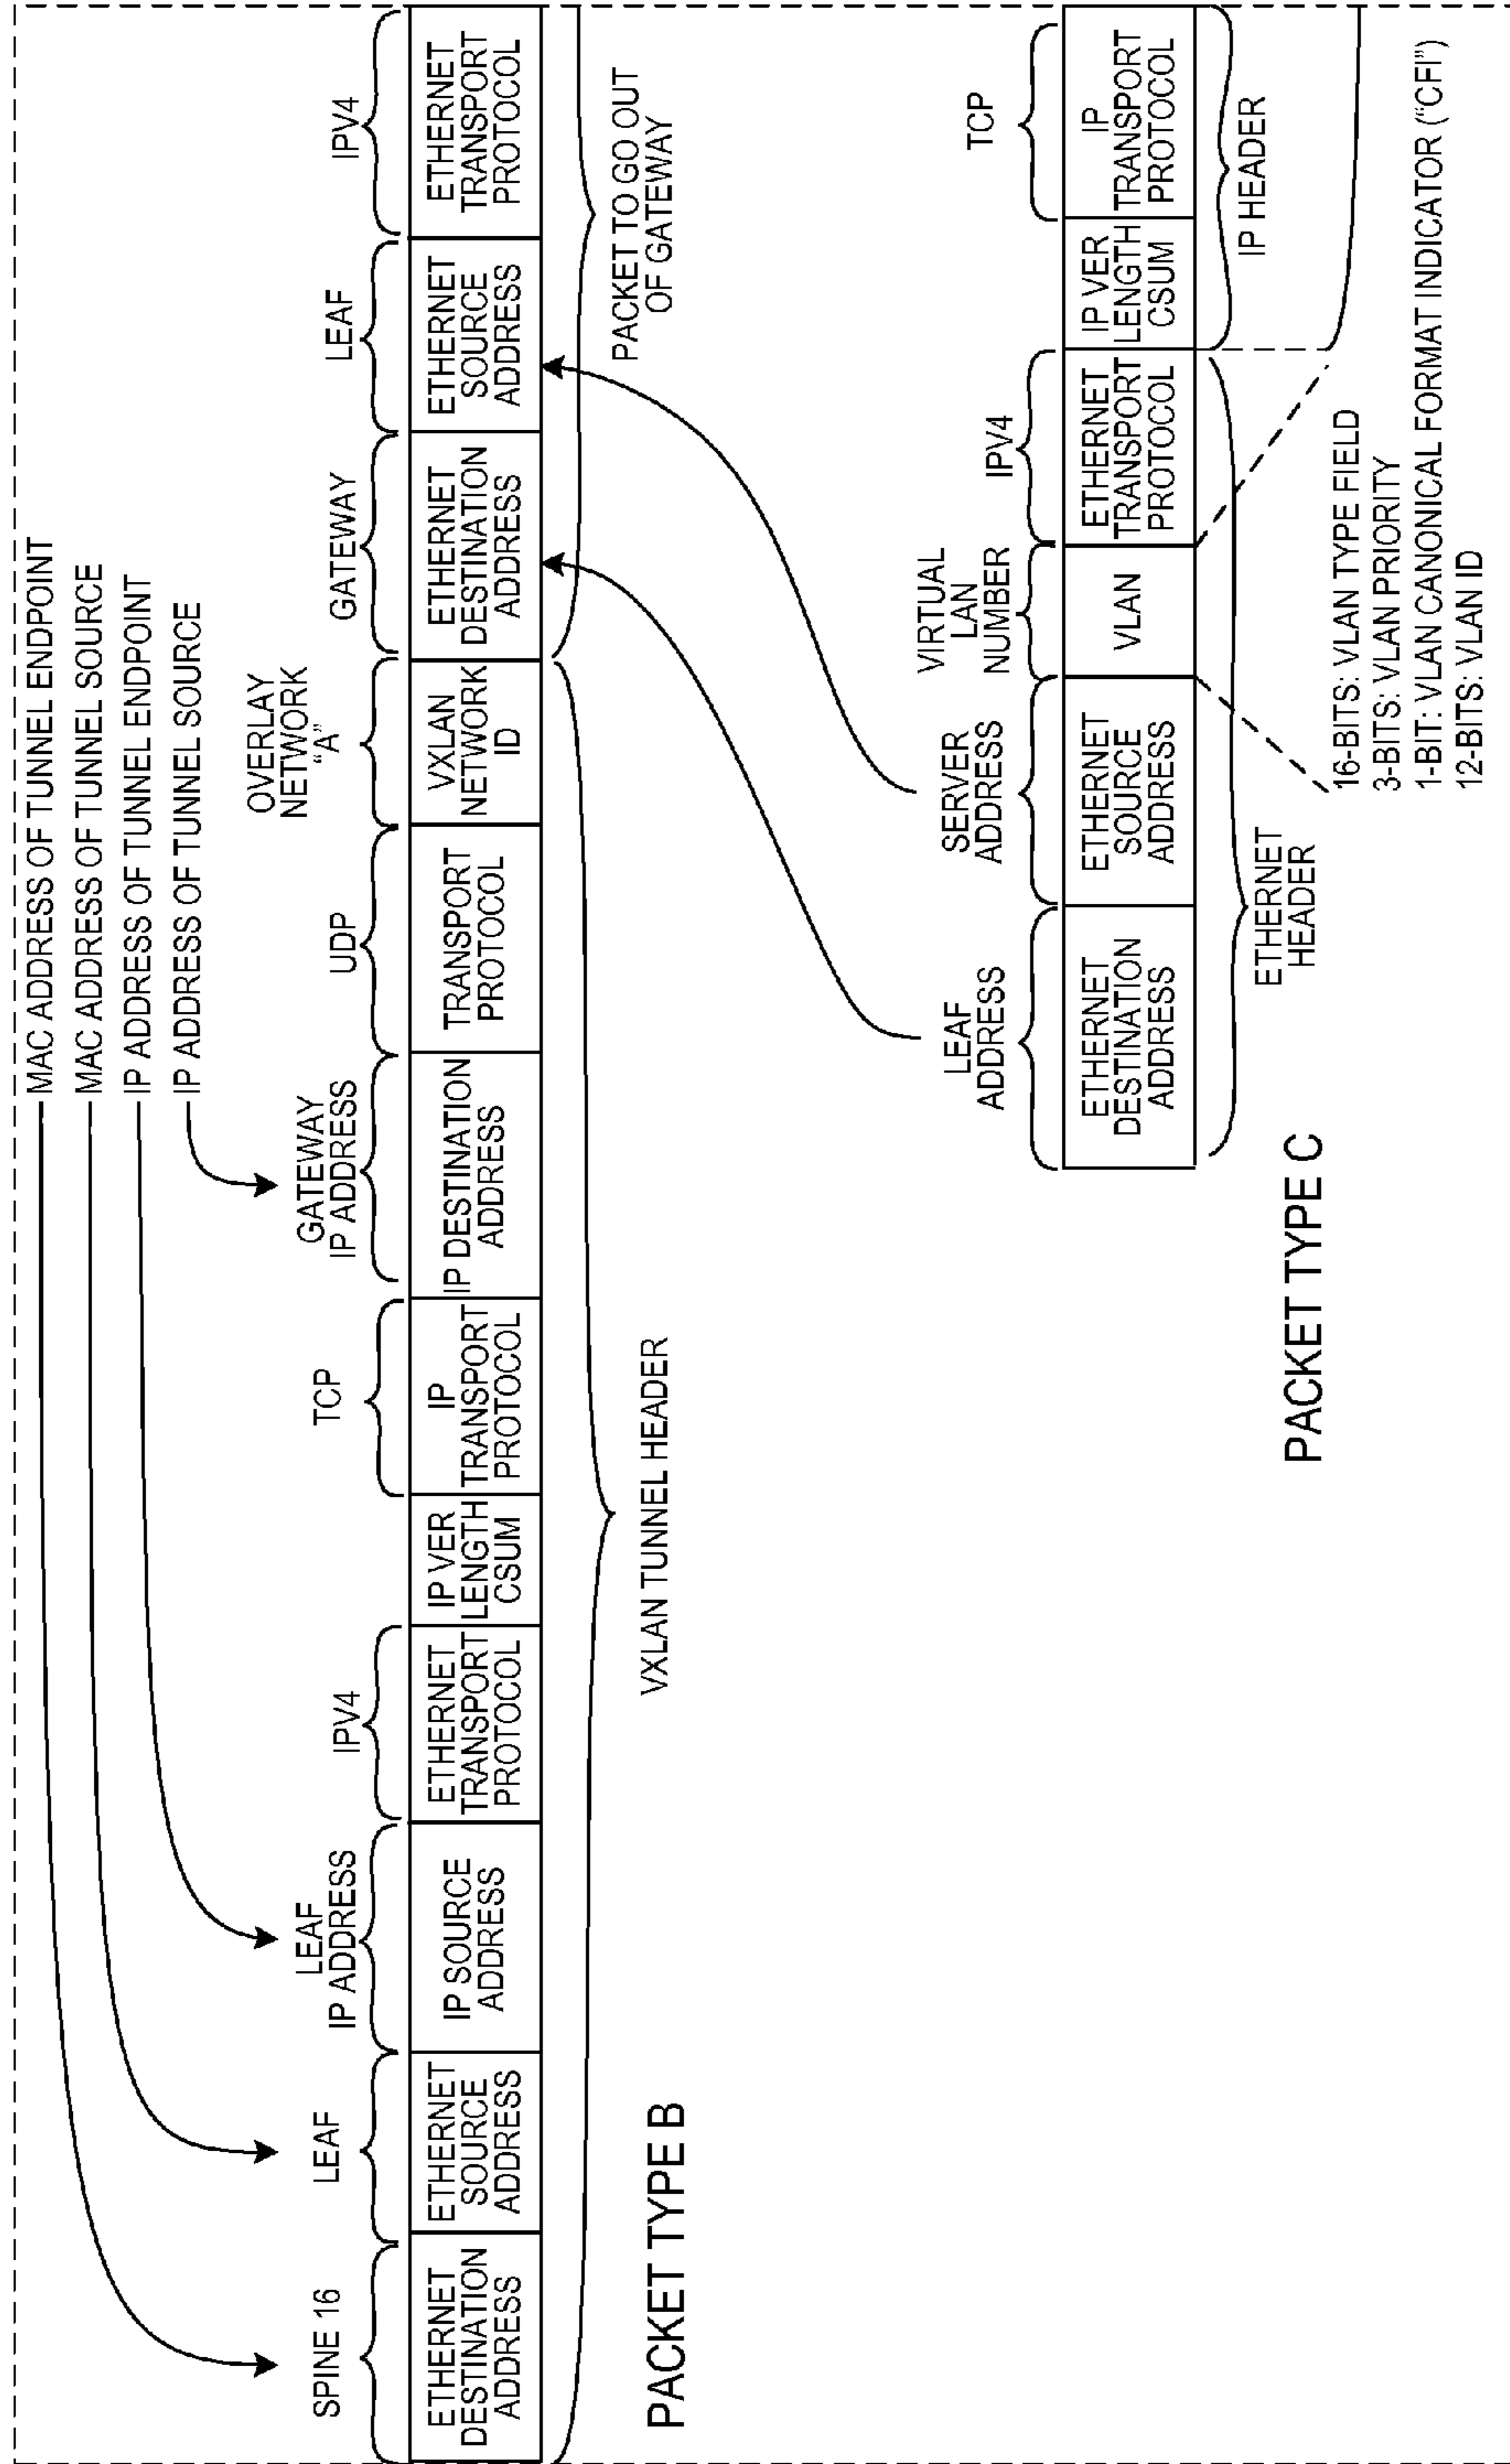 MAC ADDRESS OF TUNNEL ENDPOINT
MAC ADDRESS OF TUNNEL SOURCE
IP ADDRESS OF TUNNEL ENDPOINT
IP ADDRESS OF TUNNEL SOURCE
SPINE 16
LEAF
LEAF
IP ADDRESS
IPV4
TCP
GATEWAY
IP ADDRESS
UDP
OVERLAY
NETWORK
"A"
GATEWAY
LEAF
IPV4
ETHERNET
DESTINATION
ADDRESS
ETHERNET
SOURCE
ADDRESS
IP SOURCE
ADDRESS
ETHERNET
TRANSPORT
PROTOCOL
IP VER
LENGTH
CSUM
IP
TRANSPORT
PROTOCOL
IP DESTINATION
ADDRESS
TRANSPORT
PROTOCOL
VXLAN
NETWORK
ID
ETHERNET
DESTINATION
ADDRESS
ETHERNET
SOURCE
ADDRESS
ETHERNET
TRANSPORT
PROTOCOL
VXLAN TUNNEL HEADER
PACKET TO GO OUT
OF GATEWAY
PACKET TYPE B
LEAF
ADDRESS
SERVER
ADDRESS
VIRTUAL
LAN
NUMBER
IPV4
TCP
ETHERNET
DESTINATION
ADDRESS
ETHERNET
SOURCE
ADDRESS
VLAN
ETHERNET
TRANSPORT
PROTOCOL
IP VER
LENGTH
CSUM
IP
TRANSPORT
PROTOCOL
ETHERNET
HEADER
IP HEADER
PACKET TYPE C
16-BITS: VLAN TYPE FIELD
3-BITS: VLAN PRIORITY
1-BIT: VLAN CANONICAL FORMAT INDICATOR ("CFI")
12-BITS: VLAN ID